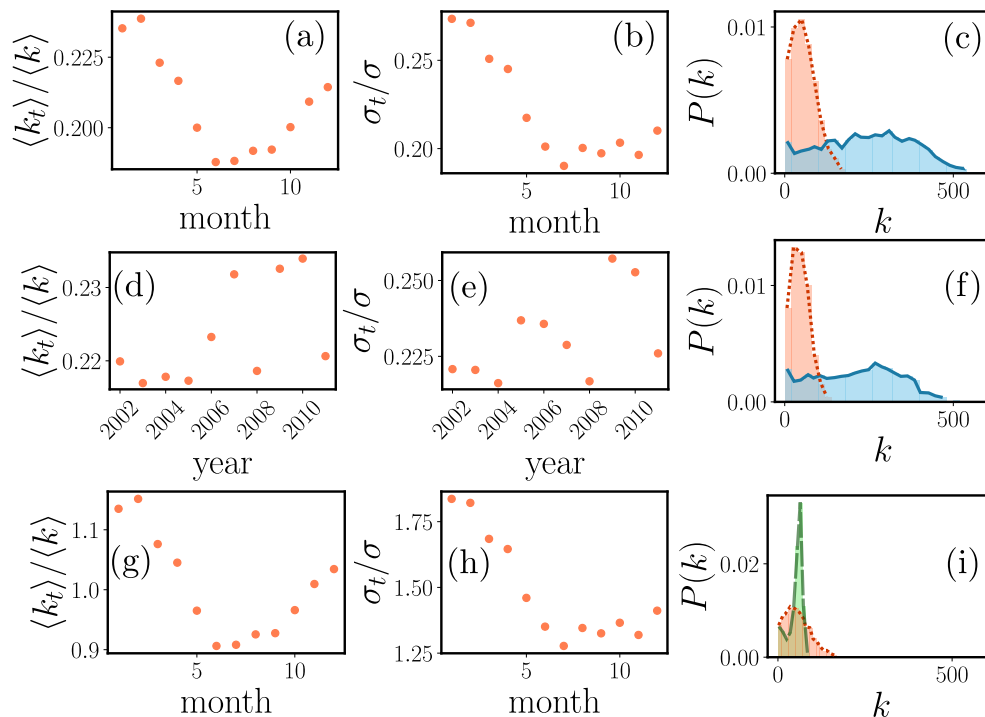 ⟨k_t⟩/⟨k⟩
0.225
0.200
(a)
5
10
month
σ_t/σ
0.25
0.20
(b)
5
10
month
P(k)
0.01
0.00
(c)
0
500
k
⟨k_t⟩/⟨k⟩
0.23
0.22
(d)
2002
2004
2006
2008
2010
year
σ_t/σ
0.250
0.225
(e)
2002
2004
2006
2008
2010
year
P(k)
0.01
0.00
(f)
0
500
k
⟨k_t⟩/⟨k⟩
1.1
1.0
0.9
(g)
5
10
month
σ_t/σ
1.75
1.50
1.25
(h)
5
10
month
P(k)
0.02
0.00
(i)
0
500
k